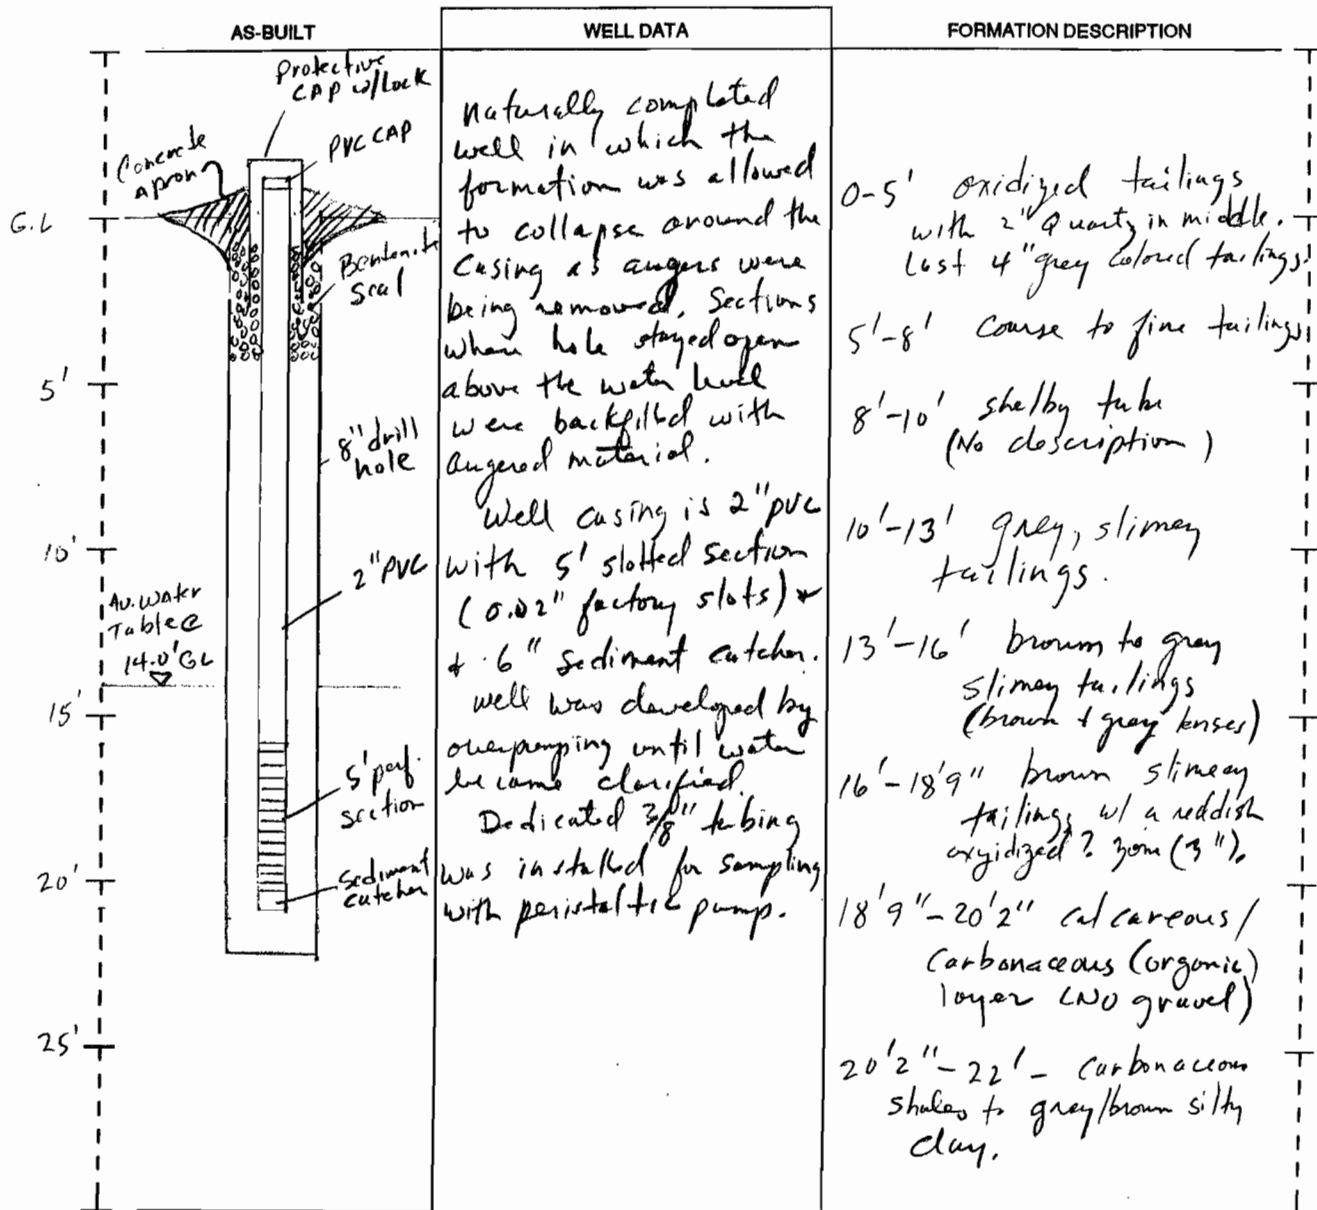 AS-BUILT
Protective
CAP w/Lock
PVC CAP
Concrete
apron
G.L
Bentonite
Seal
5'
8" drill
hole
10'
2" PVC
Av. Water
Table @
14.0' GL
15'
5' perf.
section
20'
Sediment
catcher
25'
WELL DATA
Naturally completed
well in which the
formation was allowed
to collapse around the
Casing as augers were
being removed. Sections
where hole stayed open
above the water level
were backfilled with
augered material.
Well casing is 2" PVC
with 5' slotted section
(0.02" factory slots) +
+ .6" Sediment catcher.
Well was developed by
overpumping until water
became clarified.
Dedicated 3/8" tubing
was installed for sampling
with peristaltic pump.
FORMATION DESCRIPTION
0-5' oxidized tailings
with 2" Quartz in middle.
Last 4" grey colored tailings.
5'-8' Course to fine tailings
8'-10' shelby tube
(No description)
10'-13' grey, slimey
tailings.
13'-16' brown to grey
slimey tailings
(brown + grey lenses)
16'-18'9" brown slimey
tailings w/ a reddish
oxyidized? zone (3").
18'9"-20'2" calcareous/
Carbonaceous (organic)
layer (No gravel)
20'2"-22' - Carbonaceous
shales to grey/brown silty
clay.